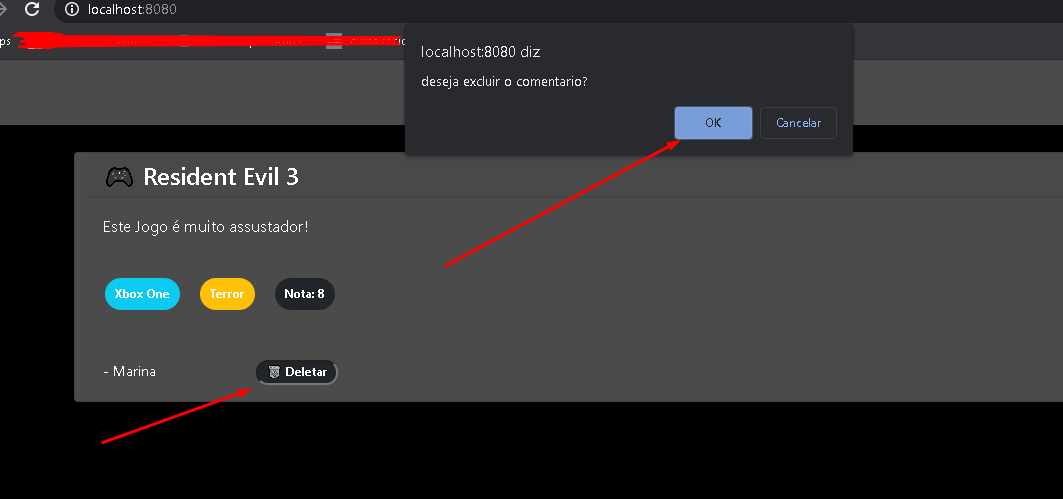 localhost:8080
ps
localhost:8080 diz
deseja excluir o comentario?
OK Cancelar
Resident Evil 3
Este Jogo é muito assustador!
Xbox One Terror Nota: 8
- Marina Deletar